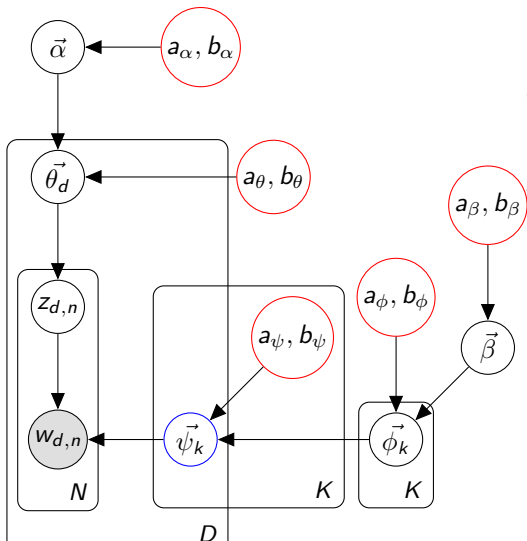 α⃗
a_α, b_α
θ⃗_d
a_θ, b_θ
a_β, b_β
z_{d,n}
a_ϕ, b_ϕ
a_ψ, b_ψ
β⃗
w_{d,n}
ψ⃗_k
ϕ⃗_k
N
K
K
D